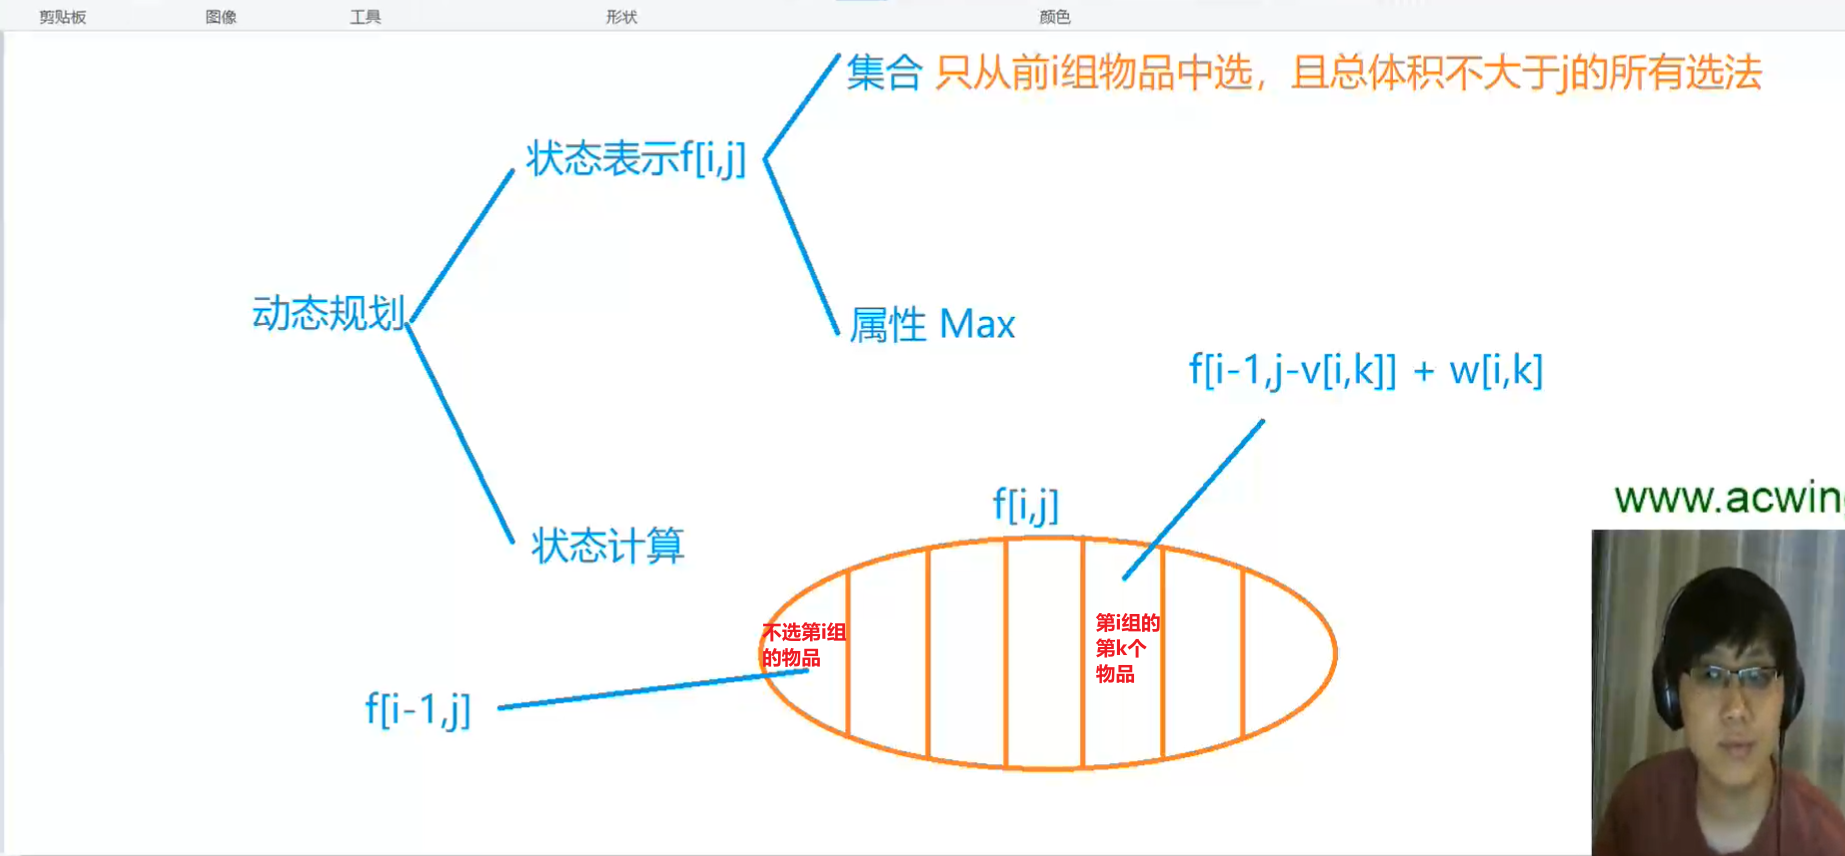 剪贴板
图像
工具
形状
颜色
集合 只从前i组物品中选，且总体积不大于j的所有选法
状态表示f[i,j]
动态规划
属性 Max
f[i-1,j-v[i,k]] + w[i,k]
f[i,j]
www.acwing
状态计算
不选第i组
的物品
第i组的
第k个
物品
f[i-1,j]